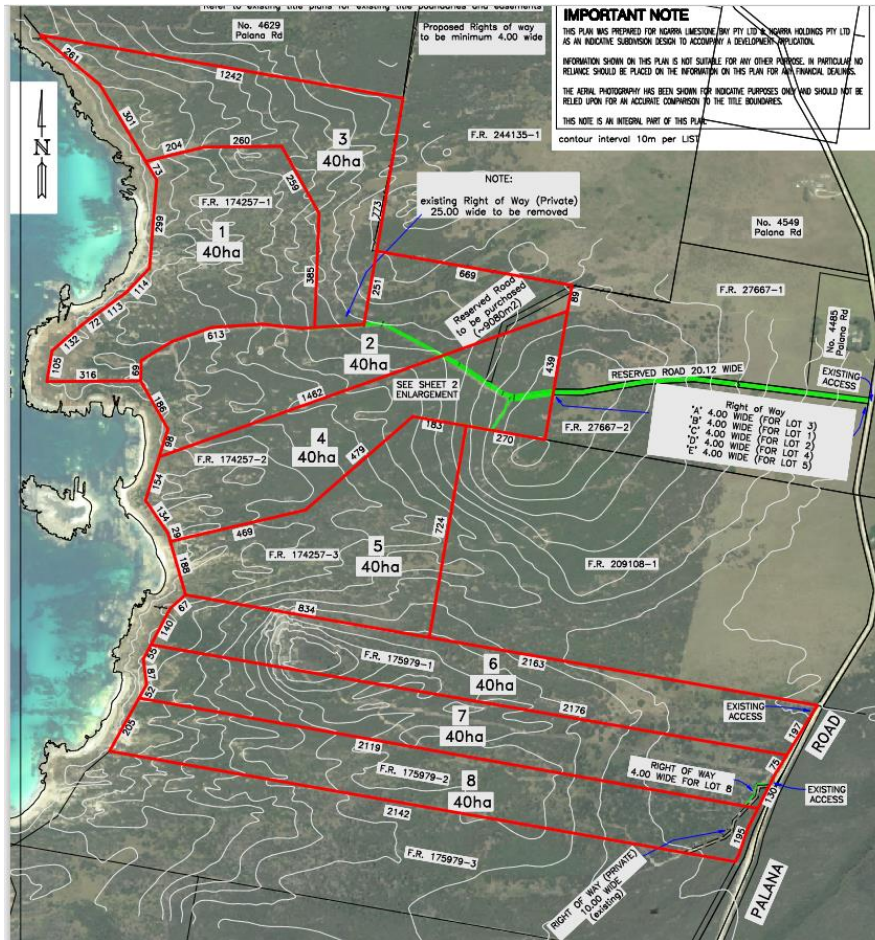 Refer to existing title plans for existing title boundaries and easements
No. 4629
Palana Rd
Proposed Rights of way
to be minimum 4.00 wide
IMPORTANT NOTE
THIS PLAN WAS PREPARED FOR NGARRA LIMESTONE BAY PTY LTD & NGARRA HOLDINGS PTY LTD
AS AN INDICATIVE SUBDIVISION DESIGN TO ACCOMPANY A DEVELOPMENT APPLICATION.
INFORMATION SHOWN ON THIS PLAN IS NOT SUITABLE FOR ANY OTHER PURPOSE. IN PARTICULAR NO
RELIANCE SHOULD BE PLACED ON THE INFORMATION ON THIS PLAN FOR ANY FINANCIAL DEALINGS.
THE AERIAL PHOTOGRAPHY HAS BEEN SHOWN FOR INDICATIVE PURPOSES ONLY AND SHOULD NOT BE
RELIED UPON FOR AN ACCURATE COMPARISON TO THE TITLE BOUNDARIES.
THIS NOTE IS AN INTEGRAL PART OF THIS PLAN.
contour interval 10m per LIST
261
1242
N
301
204
260
3
40ha
F.R. 244135-1
73
259
NOTE:
existing Right of Way (Private)
25.00 wide to be removed
F.R. 174257-1
1
40ha
299
773
No. 4549
Palana Rd
385
114
113
72
132
105
251
669
89
Reserved Road
to be purchased
(~9080m2)
F.R. 27667-1
No. 4485
Palana Rd
613
2
40ha
316
69
439
EXISTING
ACCESS
RESERVED ROAD 20.12 WIDE
SEE SHEET 2
ENLARGEMENT
186
1462
Right of Way
"A" 4.00 WIDE (FOR LOT 3)
"B" 4.00 WIDE (FOR LOT 1)
"C" 4.00 WIDE (FOR LOT 2)
"D" 4.00 WIDE (FOR LOT 4)
"E" 4.00 WIDE (FOR LOT 5)
98
183
270
F.R. 27667-2
4
40ha
F.R. 174257-2
479
154
134
29
469
724
188
F.R. 174257-3
5
40ha
F.R. 209108-1
67
834
140
55
F.R. 175979-1
6
40ha
2163
87
52
7
40ha
2176
EXISTING
ACCESS
197
ROAD
205
2119
75
RIGHT OF WAY
4.00 WIDE FOR LOT 8
F.R. 175979-2
8
40ha
130
EXISTING
ACCESS
2142
195
F.R. 175979-3
RIGHT OF WAY (PRIVATE)
10.00 WIDE
(existing)
PALANA